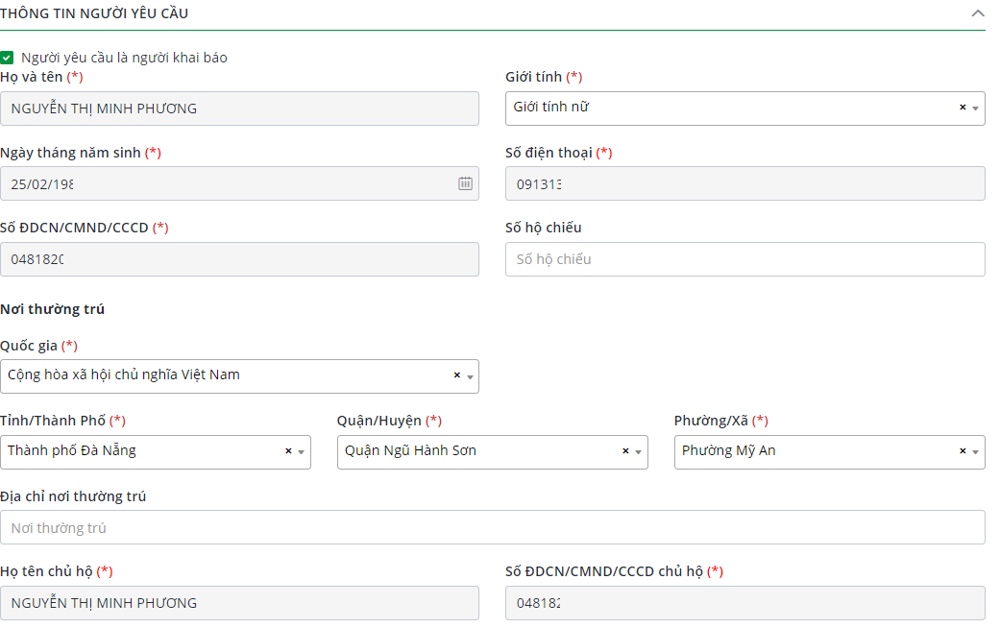 THÔNG TIN NGƯỜI YÊU CẦU
Người yêu cầu là người khai báo
Họ và tên (*)
Giới tính (*)
NGUYỄN THỊ MINH PHƯƠNG
Giới tính nữ
Ngày tháng năm sinh (*)
Số điện thoại (*)
25/02/198
091313
Số ĐDCN/CMND/CCCD (*)
Số hộ chiếu
048182
Số hộ chiếu
Nơi thường trú
Quốc gia (*)
Cộng hòa xã hội chủ nghĩa Việt Nam
Tỉnh/Thành Phố (*)
Quận/Huyện (*)
Phường/Xã (*)
Thành phố Đà Nẵng
Quận Ngũ Hành Sơn
Phường Mỹ An
Địa chỉ nơi thường trú
Nơi thường trú
Họ tên chủ hộ (*)
Số ĐDCN/CMND/CCCD chủ hộ (*)
NGUYỄN THỊ MINH PHƯƠNG
04818